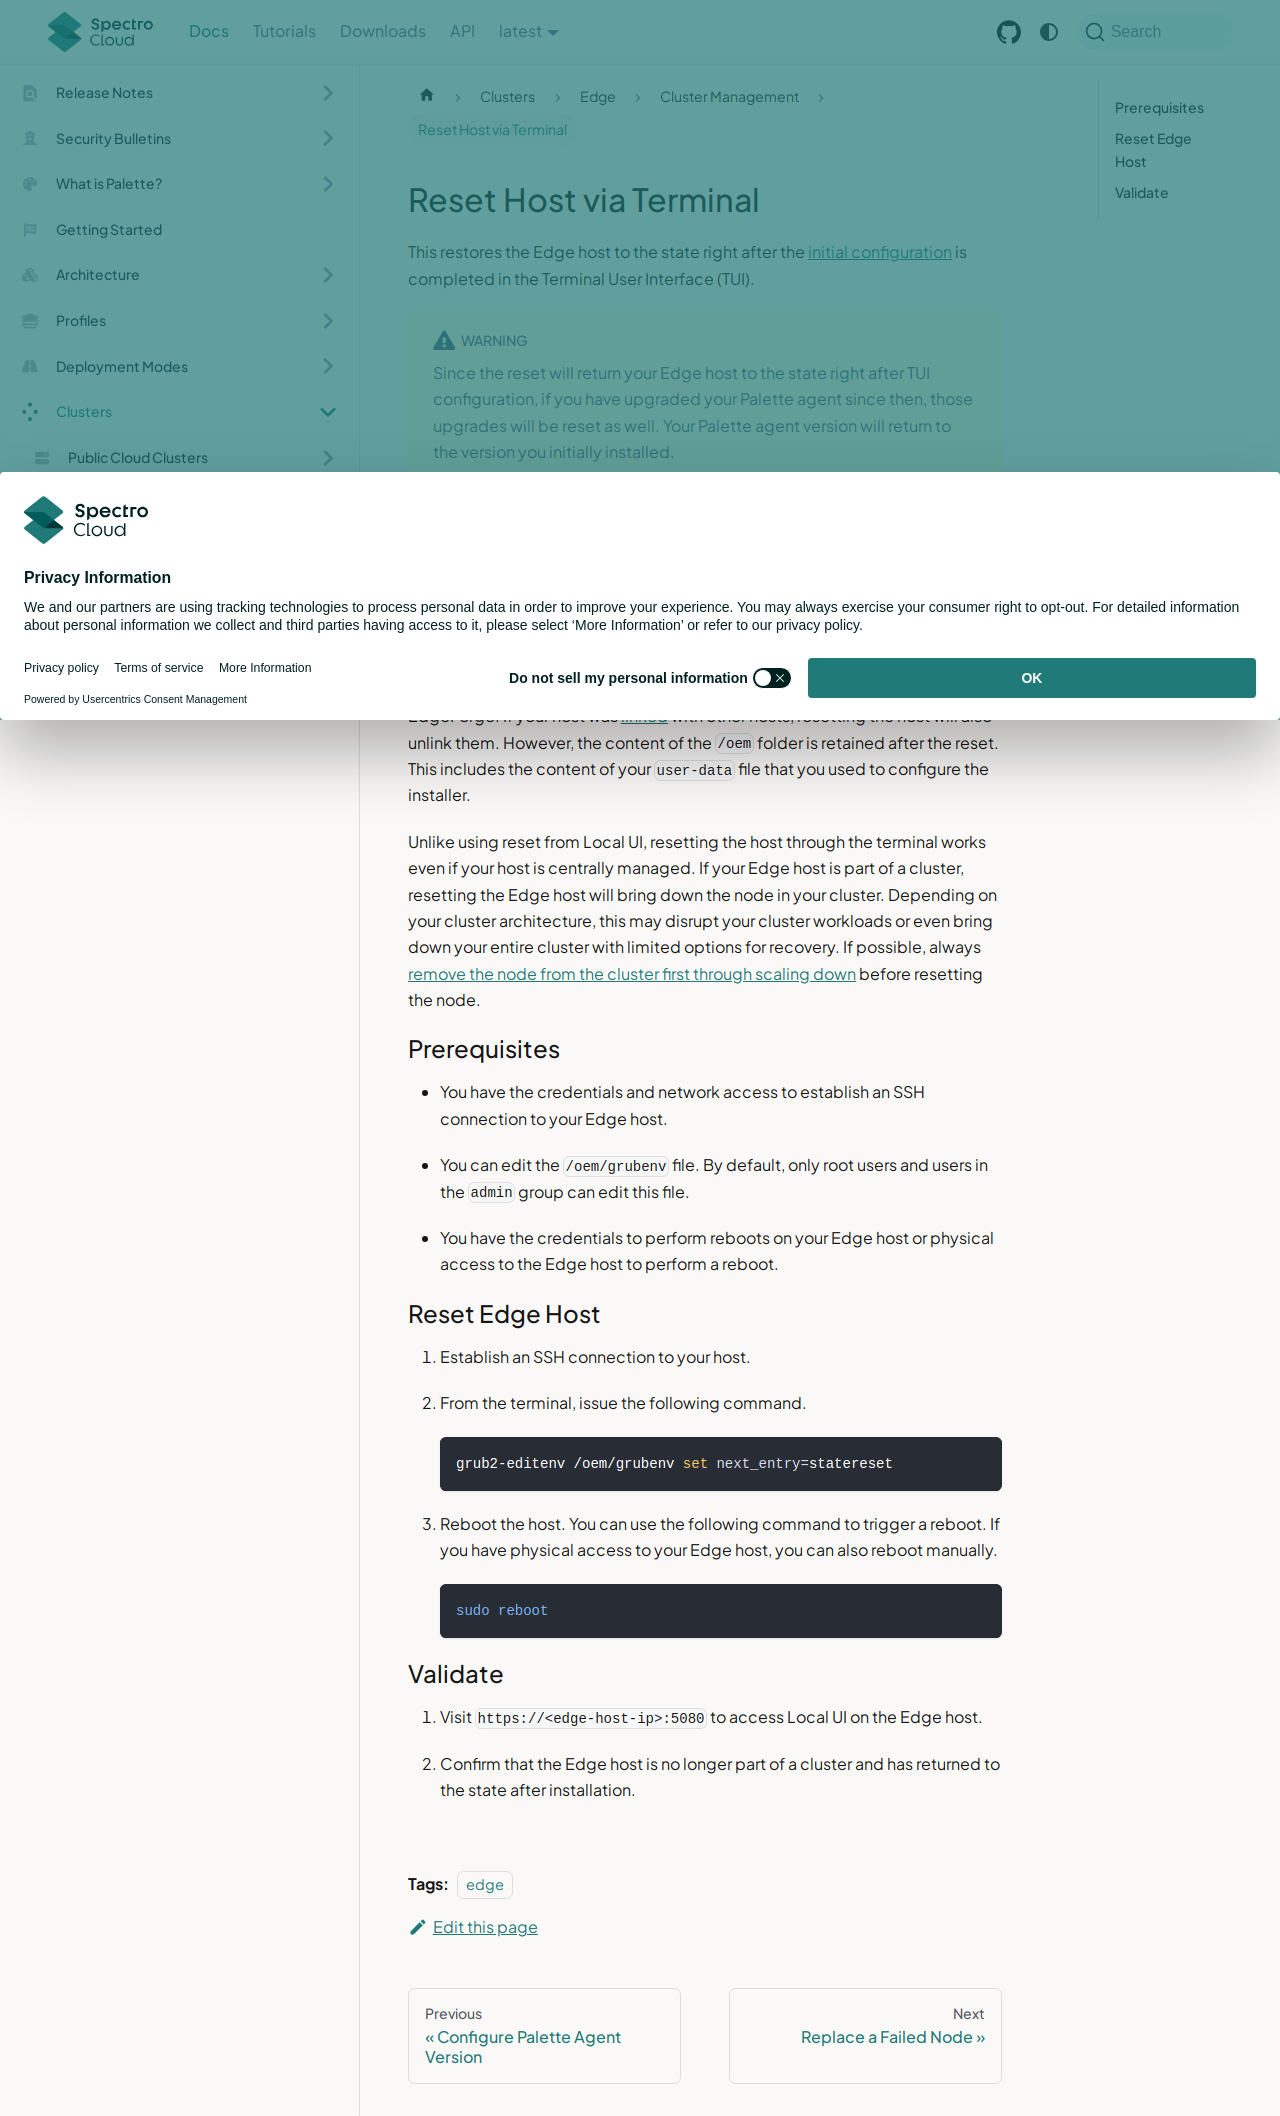 Spectro Cloud
Docs
Tutorials
Downloads
API
latest
Search
Release Notes
Security Bulletins
What is Palette?
Getting Started
Architecture
Profiles
Deployment Modes
Clusters
Public Cloud Clusters
Clusters
Edge
Cluster Management
Reset Host via Terminal
Prerequisites
Reset Edge
Host
Validate
Reset Host via Terminal
This restores the Edge host to the state right after the initial configuration is
completed in the Terminal User Interface (TUI).
WARNING
Since the reset will return your Edge host to the state right after TUI
configuration, if you have upgraded your Palette agent since then, those
upgrades will be reset as well. Your Palette agent version will return to
the version you initially installed.
Spectro
Cloud
Privacy Information
We and our partners are using tracking technologies to process personal data in order to improve your experience. You may always exercise your consumer right to opt-out. For detailed information
about personal information we collect and third parties having access to it, please select ‘More Information’ or refer to our privacy policy.
Privacy policy
Terms of service
More Information
Powered by Usercentrics Consent Management
Do not sell my personal information
OK
EdgeForge. If your host was linked with other hosts, resetting the host will also
unlink them. However, the content of the /oem folder is retained after the reset.
This includes the content of your user-data file that you used to configure the
installer.
Unlike using reset from Local UI, resetting the host through the terminal works
even if your host is centrally managed. If your Edge host is part of a cluster,
resetting the Edge host will bring down the node in your cluster. Depending on
your cluster architecture, this may disrupt your cluster workloads or even bring
down your entire cluster with limited options for recovery. If possible, always
remove the node from the cluster first through scaling down before resetting
the node.
Prerequisites
You have the credentials and network access to establish an SSH
connection to your Edge host.
You can edit the /oem/grubenv file. By default, only root users and users in
the admin group can edit this file.
You have the credentials to perform reboots on your Edge host or physical
access to the Edge host to perform a reboot.
Reset Edge Host
1. Establish an SSH connection to your host.
2. From the terminal, issue the following command.
grub2-editenv /oem/grubenv set next_entry=statereset
3. Reboot the host. You can use the following command to trigger a reboot. If
you have physical access to your Edge host, you can also reboot manually.
sudo reboot
Validate
1. Visit https://<edge-host-ip>:5080 to access Local UI on the Edge host.
2. Confirm that the Edge host is no longer part of a cluster and has returned to
the state after installation.
Tags: edge
Edit this page
Previous
« Configure Palette Agent
Version
Next
Replace a Failed Node »